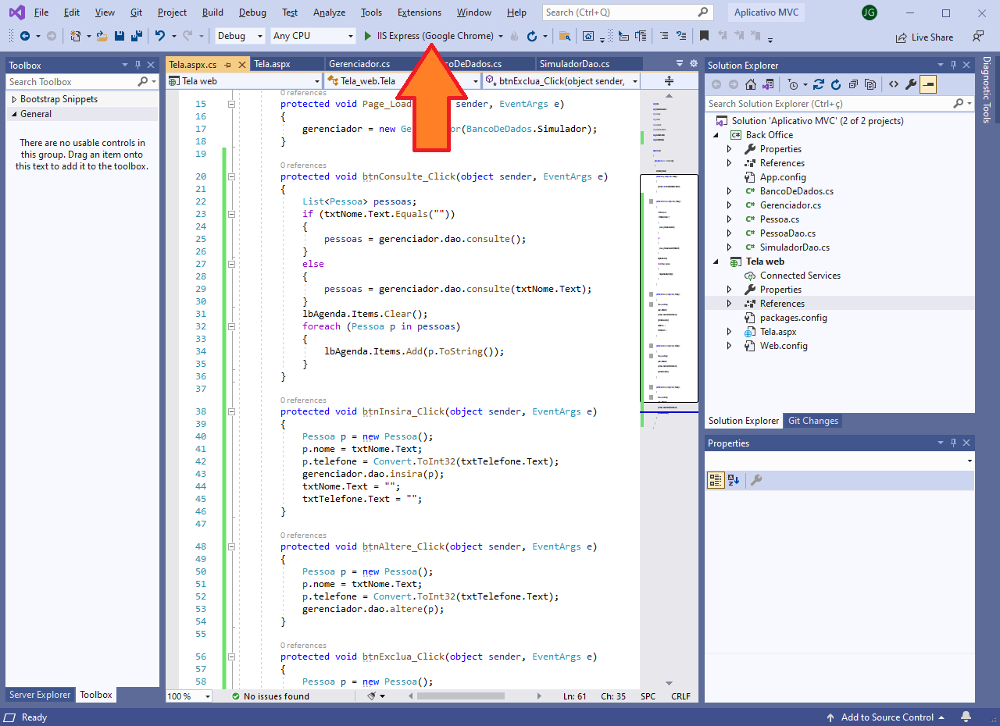 File Edit View Git Project Build Debug Test Analyze Tools Extensions Window Help Search (Ctrl+Q) Aplicativo MVC JG
Debug Any CPU IIS Express (Google Chrome) Live Share
Toolbox
Search Toolbox
Bootstrap Snippets
General
There are no usable controls in
this group. Drag an item onto
this text to add it to the toolbox.
Server Explorer Toolbox
Tela.aspx.cs Tela.aspx Gerenciador.cs coDeDados.cs SimuladorDao.cs
Tela web Tela_web.Tela btnExclua_Click(object sender,
0 references
15 protected void Page_Load sender, EventArgs e)
16 {
17 gerenciador = new Ge dor(BancoDeDados.Simulador);
18 }
19
0 references
20 protected void btnConsulte_Click(object sender, EventArgs e)
21 {
22 List<Pessoa> pessoas;
23 if (txtNome.Text.Equals(""))
24 {
25 pessoas = gerenciador.dao.consulte();
26 }
27 else
28 {
29 pessoas = gerenciador.dao.consulte(txtNome.Text);
30 }
31 lbAgenda.Items.Clear();
32 foreach (Pessoa p in pessoas)
33 {
34 lbAgenda.Items.Add(p.ToString());
35 }
36 }
37
0 references
38 protected void btnInsira_Click(object sender, EventArgs e)
39 {
40 Pessoa p = new Pessoa();
41 p.nome = txtNome.Text;
42 p.telefone = Convert.ToInt32(txtTelefone.Text);
43 gerenciador.dao.insira(p);
44 txtNome.Text = "";
45 txtTelefone.Text = "";
46 }
47
0 references
48 protected void btnAltere_Click(object sender, EventArgs e)
49 {
50 Pessoa p = new Pessoa();
51 p.nome = txtNome.Text;
52 p.telefone = Convert.ToInt32(txtTelefone.Text);
53 gerenciador.dao.altere(p);
54 }
55
0 references
56 protected void btnExclua_Click(object sender, EventArgs e)
57 {
58 Pessoa p = new Pessoa();
100 % No issues found Ln: 61 Ch: 35 SPC CRLF
Solution Explorer
Search Solution Explorer (Ctrl+ç)
Solution 'Aplicativo MVC' (2 of 2 projects)
Back Office
Properties
References
App.config
BancoDeDados.cs
Gerenciador.cs
Pessoa.cs
PessoaDao.cs
SimuladorDao.cs
Tela web
Connected Services
Properties
References
packages.config
Tela.aspx
Web.config
Solution Explorer Git Changes
Properties
Diagnostic Tools
Ready Add to Source Control